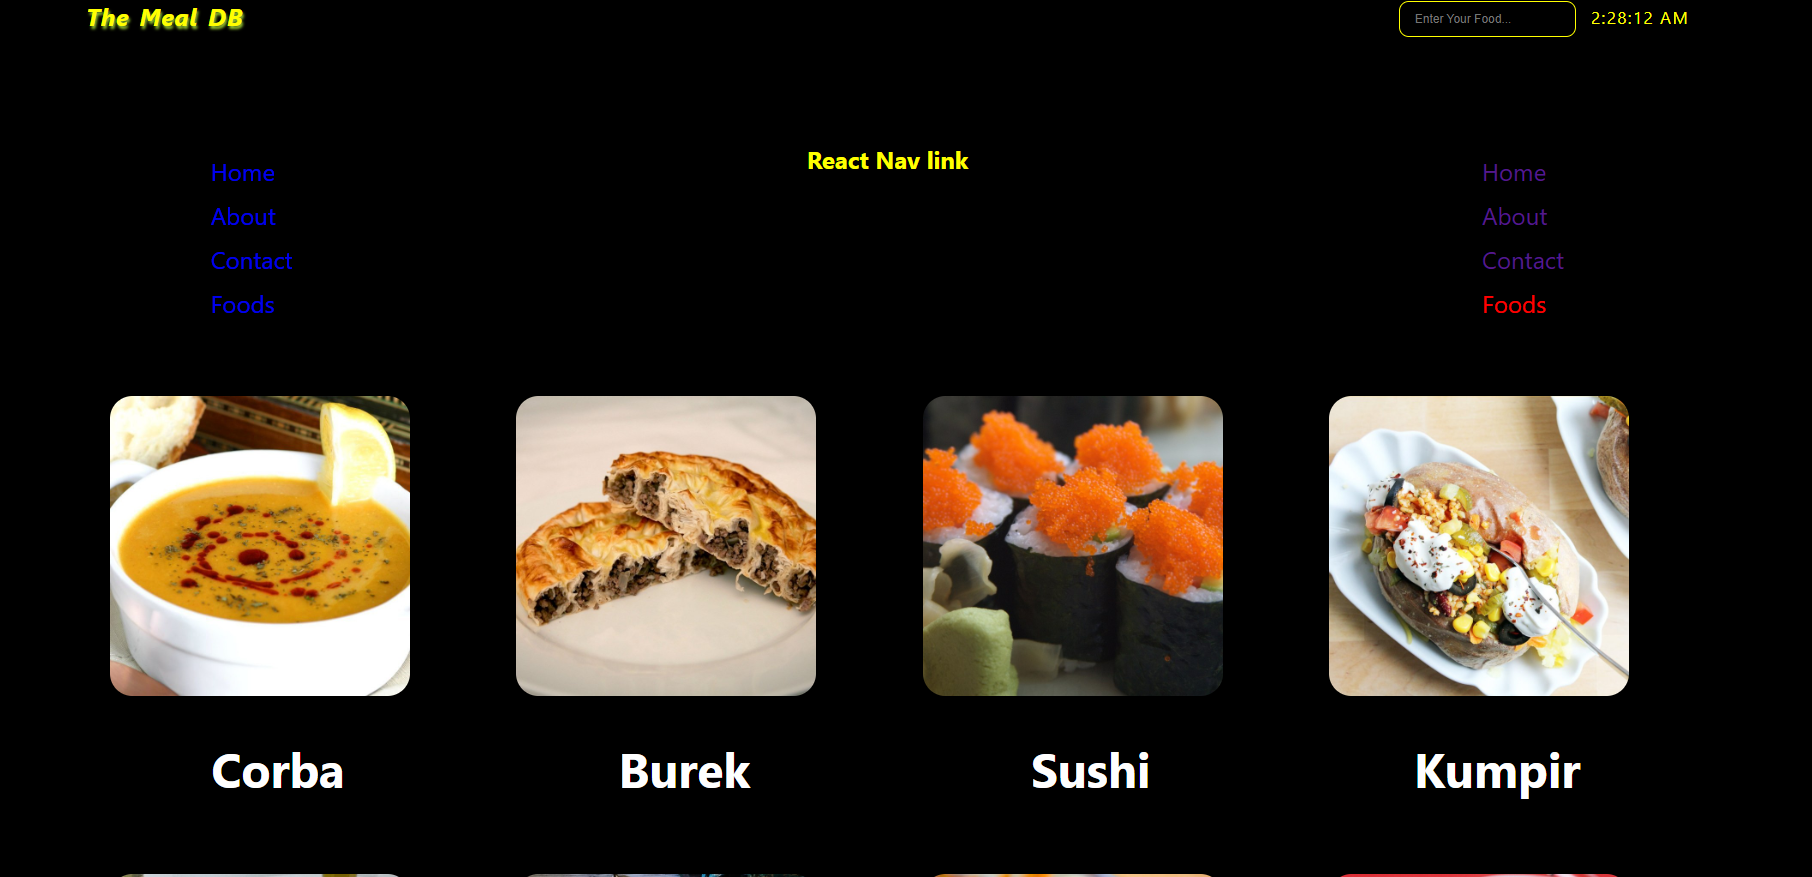 The Meal DB
Enter Your Food...
2:28:12 AM
React Nav link
Home
About
Contact
Foods
Home
About
Contact
Foods
Corba
Burek
Sushi
Kumpir